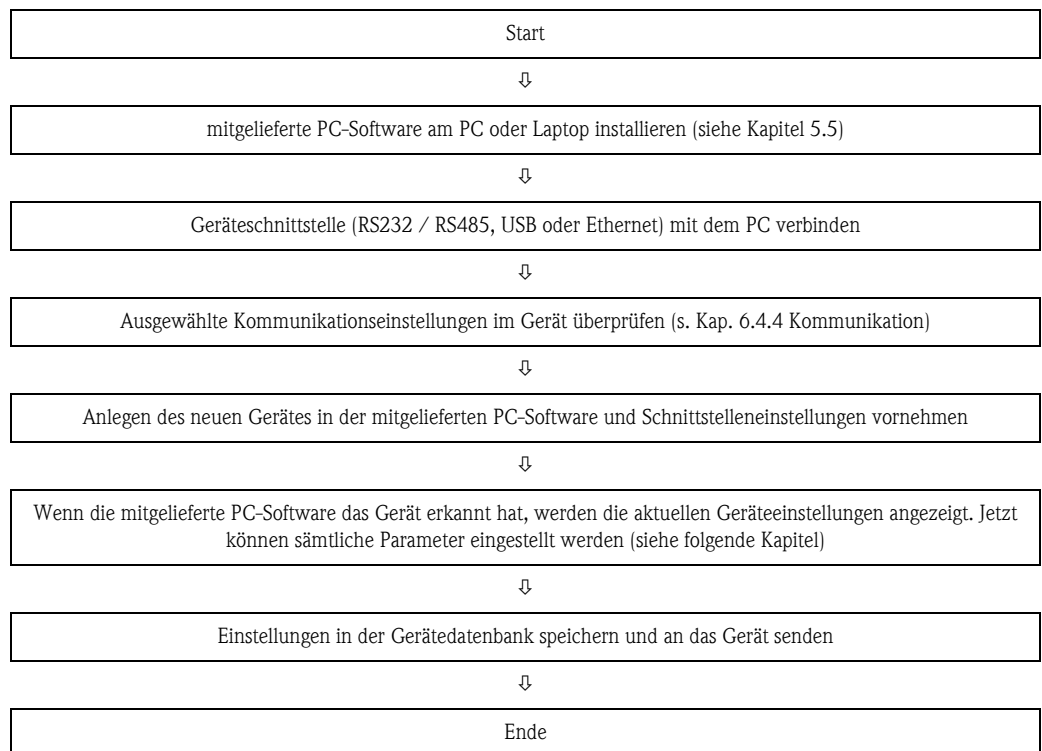 Start
⇩
mitgelieferte PC-Software am PC oder Laptop installieren (siehe Kapitel 5.5)
⇩
Geräteschnittstelle (RS232 / RS485, USB oder Ethernet) mit dem PC verbinden
⇩
Ausgewählte Kommunikationseinstellungen im Gerät überprüfen (s. Kap. 6.4.4 Kommunikation)
⇩
Anlegen des neuen Gerätes in der mitgelieferten PC-Software und Schnittstelleneinstellungen vornehmen
⇩
Wenn die mitgelieferte PC-Software das Gerät erkannt hat, werden die aktuellen Geräteeinstellungen angezeigt. Jetzt
können sämtliche Parameter eingestellt werden (siehe folgende Kapitel)
⇩
Einstellungen in der Gerätedatenbank speichern und an das Gerät senden
⇩
Ende